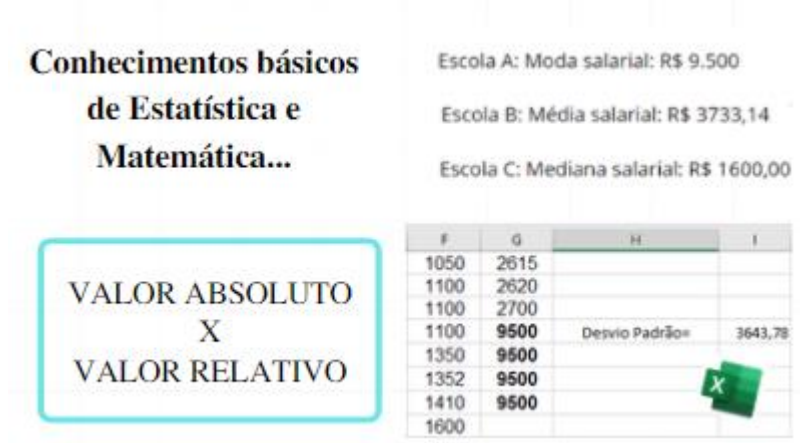 Conhecimentos básicos
de Estatística e
Matemática...
Escola A: Moda salarial: R$ 9.500
Escola B: Média salarial: R$ 3733,14
Escola C: Mediana salarial: R$ 1600,00
VALOR ABSOLUTO
X
VALOR RELATIVO
F G H I
1050 2615
1100 2620
1100 2700
1100 9500 Desvio Padrão= 3643,78
1350 9500
1352 9500
1410 9500
1600
X